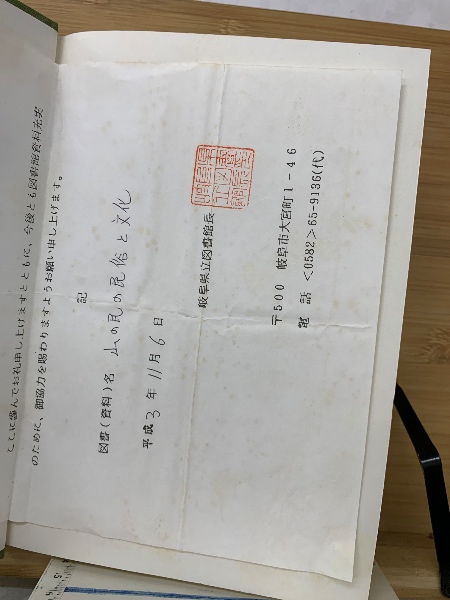 ここに謹んでお礼申し上げますとともに、今後とも図書館資料充実
のために、御協力を賜わりますようお願い申し上げます。
記
図書(資料)名 山の民の民俗と文化
平成3年11月6日
岐阜県立図書館長
〒500 岐阜市大宮町1-46
電話<0582>65-9136(代)